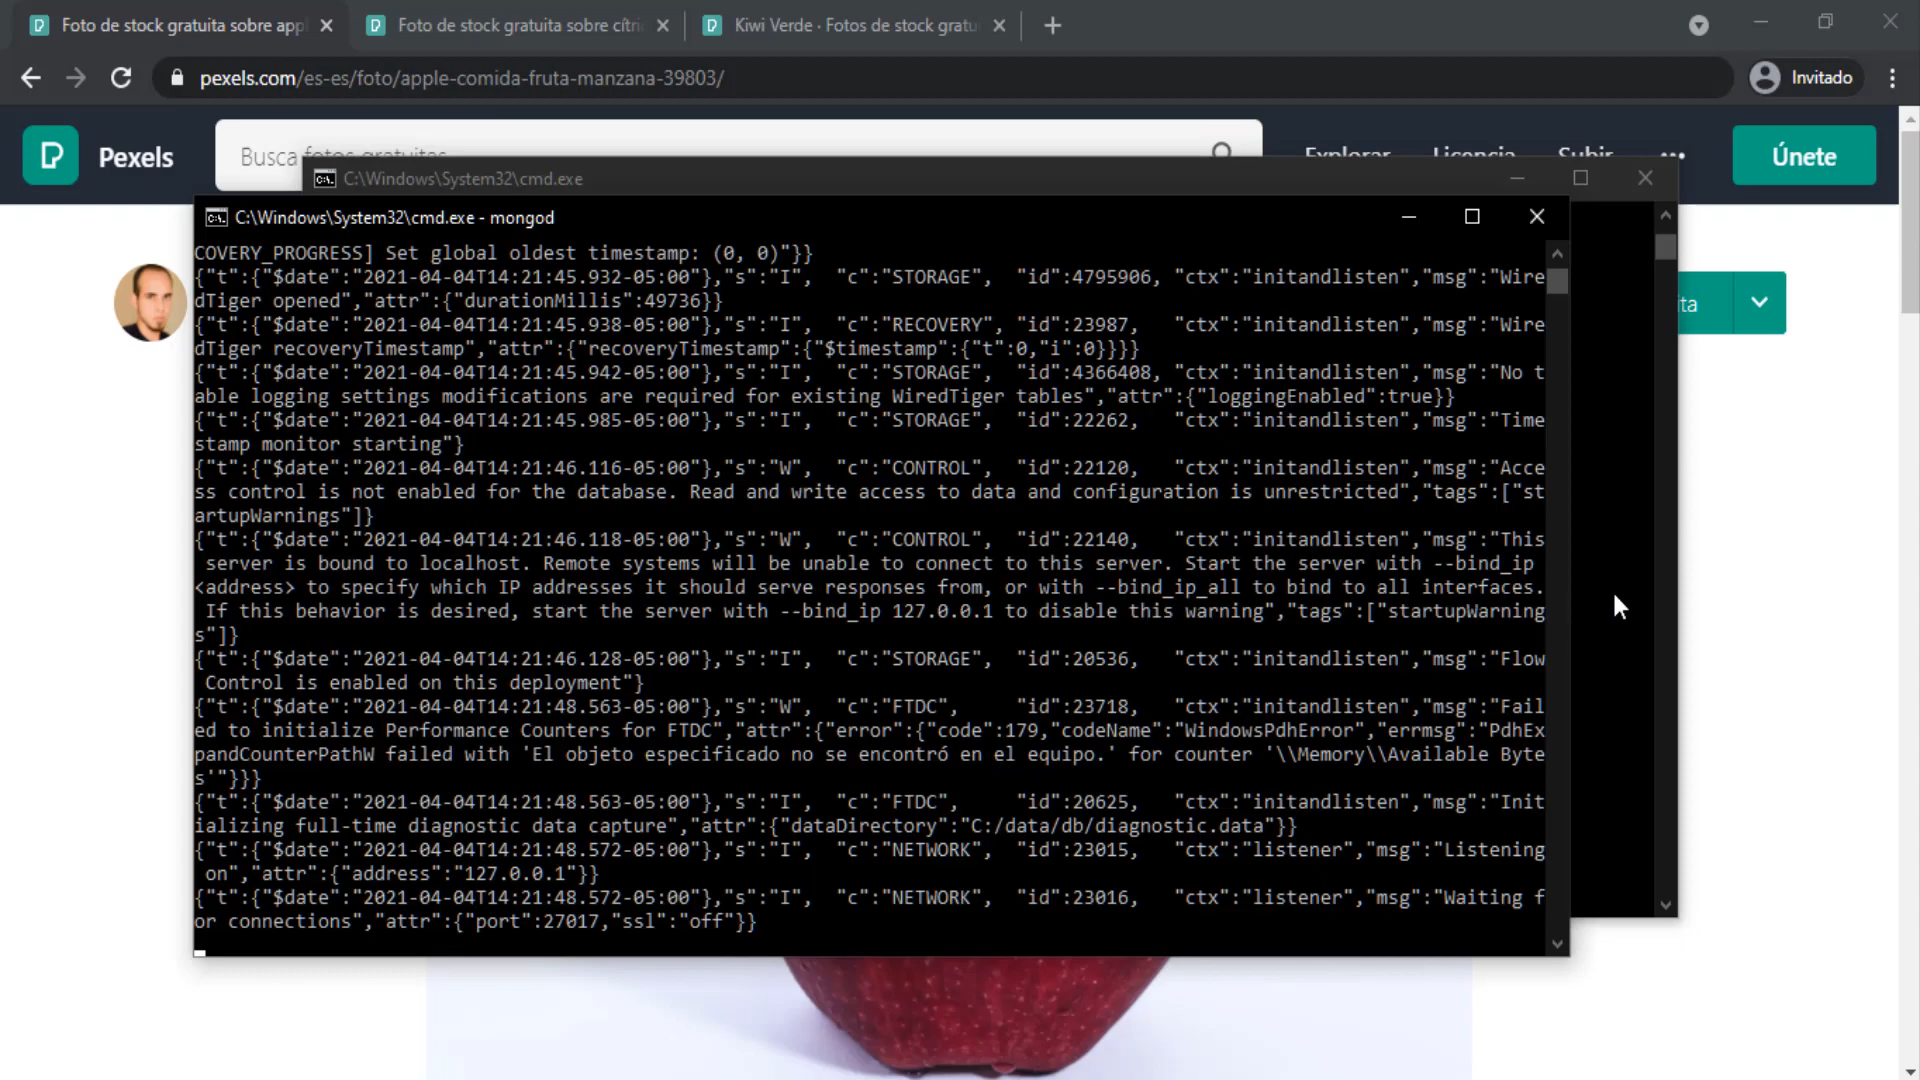 Foto de stock gratuita sobre app
Foto de stock gratuita sobre cítri
Kiwi Verde · Fotos de stock gratu
pexels.com/es-es/foto/apple-comida-fruta-manzana-39803/
Invitado
Pexels
Busca fotos gratuitas
Explorar
Licencia
Subir
Únete
C:\Windows\System32\cmd.exe
C:\Windows\System32\cmd.exe - mongod
COVERY_PROGRESS] Set global oldest timestamp: (0, 0)"}}
{"t":{"$date":"2021-04-04T14:21:45.932-05:00"},"s":"I", "c":"STORAGE", "id":4795906, "ctx":"initandlisten","msg":"Wire
dTiger opened","attr":{"durationMillis":49736}}
{"t":{"$date":"2021-04-04T14:21:45.938-05:00"},"s":"I", "c":"RECOVERY", "id":23987, "ctx":"initandlisten","msg":"Wire
dTiger recoveryTimestamp","attr":{"recoveryTimestamp":{"$timestamp":{"t":0,"i":0}}}}
{"t":{"$date":"2021-04-04T14:21:45.942-05:00"},"s":"I", "c":"STORAGE", "id":4366408, "ctx":"initandlisten","msg":"No t
able logging settings modifications are required for existing WiredTiger tables","attr":{"loggingEnabled":true}}
{"t":{"$date":"2021-04-04T14:21:45.985-05:00"},"s":"I", "c":"STORAGE", "id":22262, "ctx":"initandlisten","msg":"Time
stamp monitor starting"}
{"t":{"$date":"2021-04-04T14:21:46.116-05:00"},"s":"W", "c":"CONTROL", "id":22120, "ctx":"initandlisten","msg":"Acce
ss control is not enabled for the database. Read and write access to data and configuration is unrestricted","tags":["st
artupWarnings"]}
{"t":{"$date":"2021-04-04T14:21:46.118-05:00"},"s":"W", "c":"CONTROL", "id":22140, "ctx":"initandlisten","msg":"This
server is bound to localhost. Remote systems will be unable to connect to this server. Start the server with --bind_ip
<address> to specify which IP addresses it should serve responses from, or with --bind_ip_all to bind to all interfaces.
If this behavior is desired, start the server with --bind_ip 127.0.0.1 to disable this warning","tags":["startupWarning
s"]}
{"t":{"$date":"2021-04-04T14:21:46.128-05:00"},"s":"I", "c":"STORAGE", "id":20536, "ctx":"initandlisten","msg":"Flow
Control is enabled on this deployment"}
{"t":{"$date":"2021-04-04T14:21:48.563-05:00"},"s":"W", "c":"FTDC", "id":23718, "ctx":"initandlisten","msg":"Fail
ed to initialize Performance Counters for FTDC","attr":{"error":{"code":179,"codeName":"WindowsPdhError","errmsg":"PdhEx
pandCounterPathW failed with 'El objeto especificado no se encontró en el equipo.' for counter '\\Memory\\Available Byte
s'"}}}
{"t":{"$date":"2021-04-04T14:21:48.563-05:00"},"s":"I", "c":"FTDC", "id":20625, "ctx":"initandlisten","msg":"Init
ializing full-time diagnostic data capture","attr":{"dataDirectory":"C:/data/db/diagnostic.data"}}
{"t":{"$date":"2021-04-04T14:21:48.572-05:00"},"s":"I", "c":"NETWORK", "id":23015, "ctx":"listener","msg":"Listening
on","attr":{"address":"127.0.0.1"}}
{"t":{"$date":"2021-04-04T14:21:48.572-05:00"},"s":"I", "c":"NETWORK", "id":23016, "ctx":"listener","msg":"Waiting f
or connections","attr":{"port":27017,"ssl":"off"}}
ita